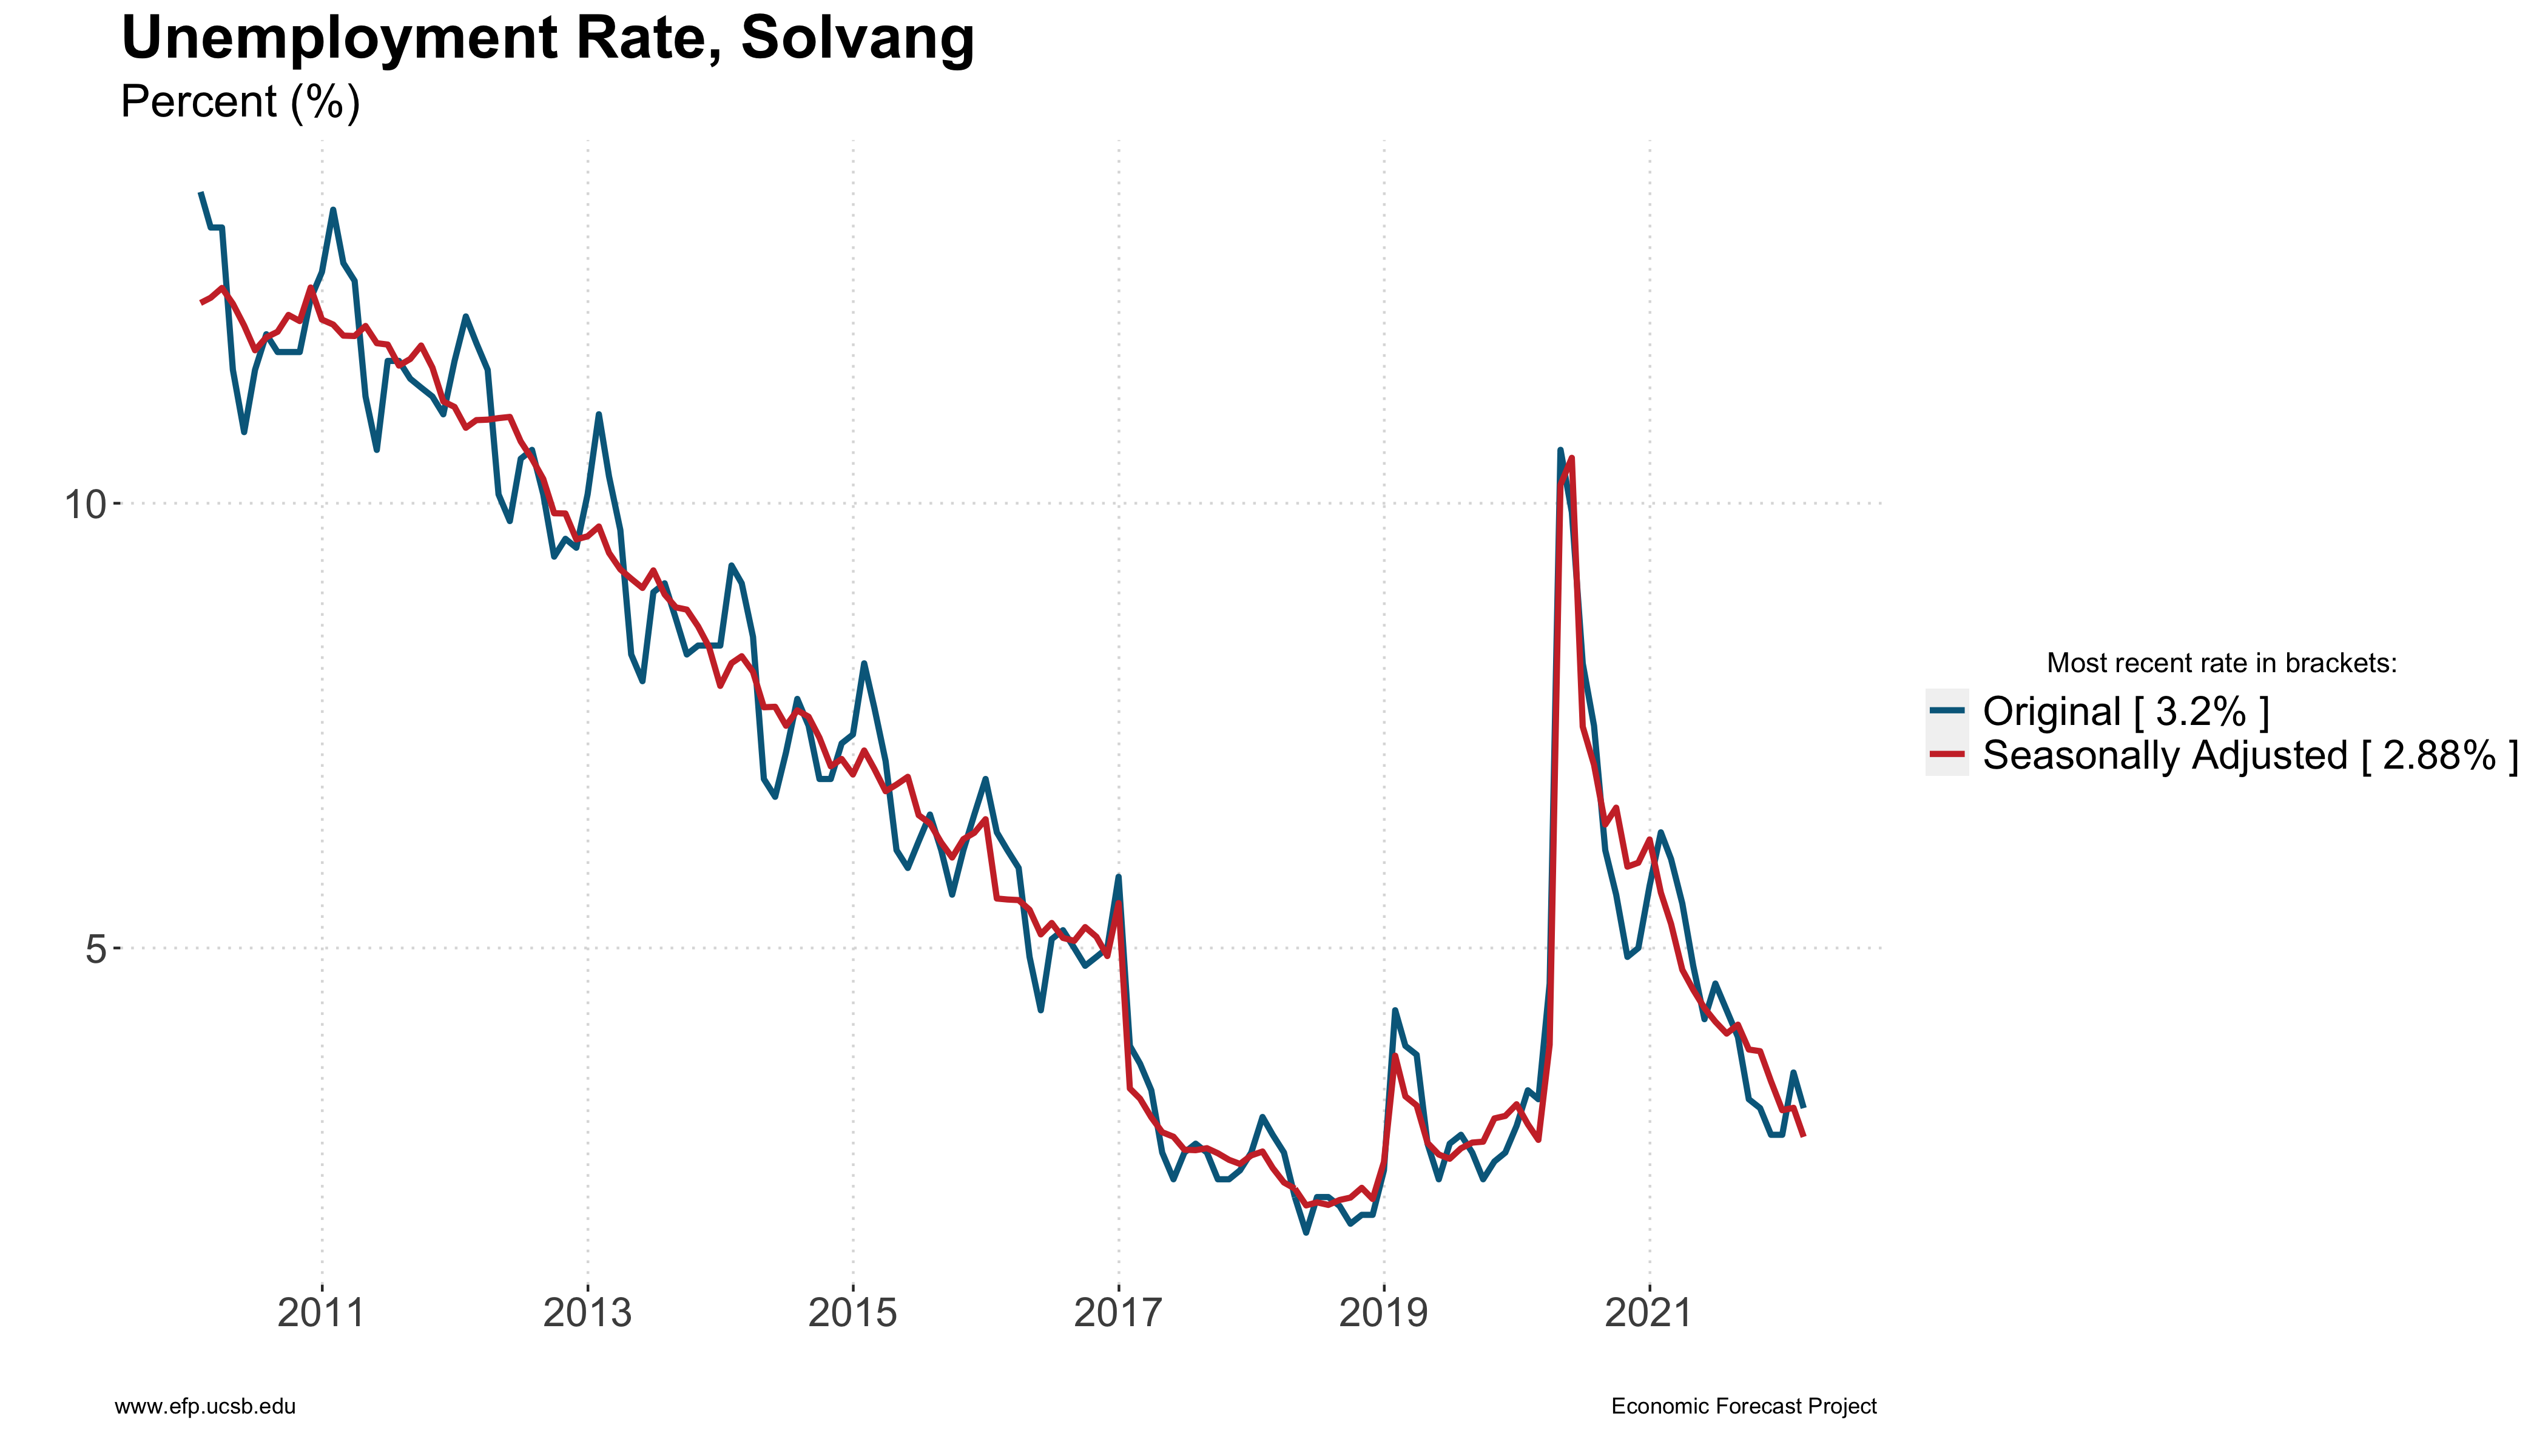 Unemployment Rate, Solvang
Percent (%)
10
5
2011 2013 2015 2017 2019 2021
Most recent rate in brackets:
Original [ 3.2% ]
Seasonally Adjusted [ 2.88% ]
www.efp.ucsb.edu
Economic Forecast Project